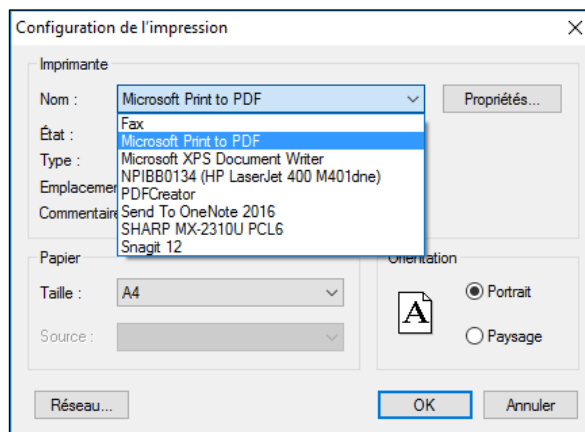 Configuration de l'impression
Imprimante
Nom :
Microsoft Print to PDF
Propriétés...
Fax
Microsoft Print to PDF
Microsoft XPS Document Writer
NPIBB0134 (HP LaserJet 400 M401dne)
PDFCreator
Send To OneNote 2016
SHARP MX-2310U PCL6
Snagit 12
État :
Type :
Emplacemen
Commentaire
Papier
Taille :
A4
Source :
Orientation
A
Portrait
Paysage
Réseau...
OK
Annuler